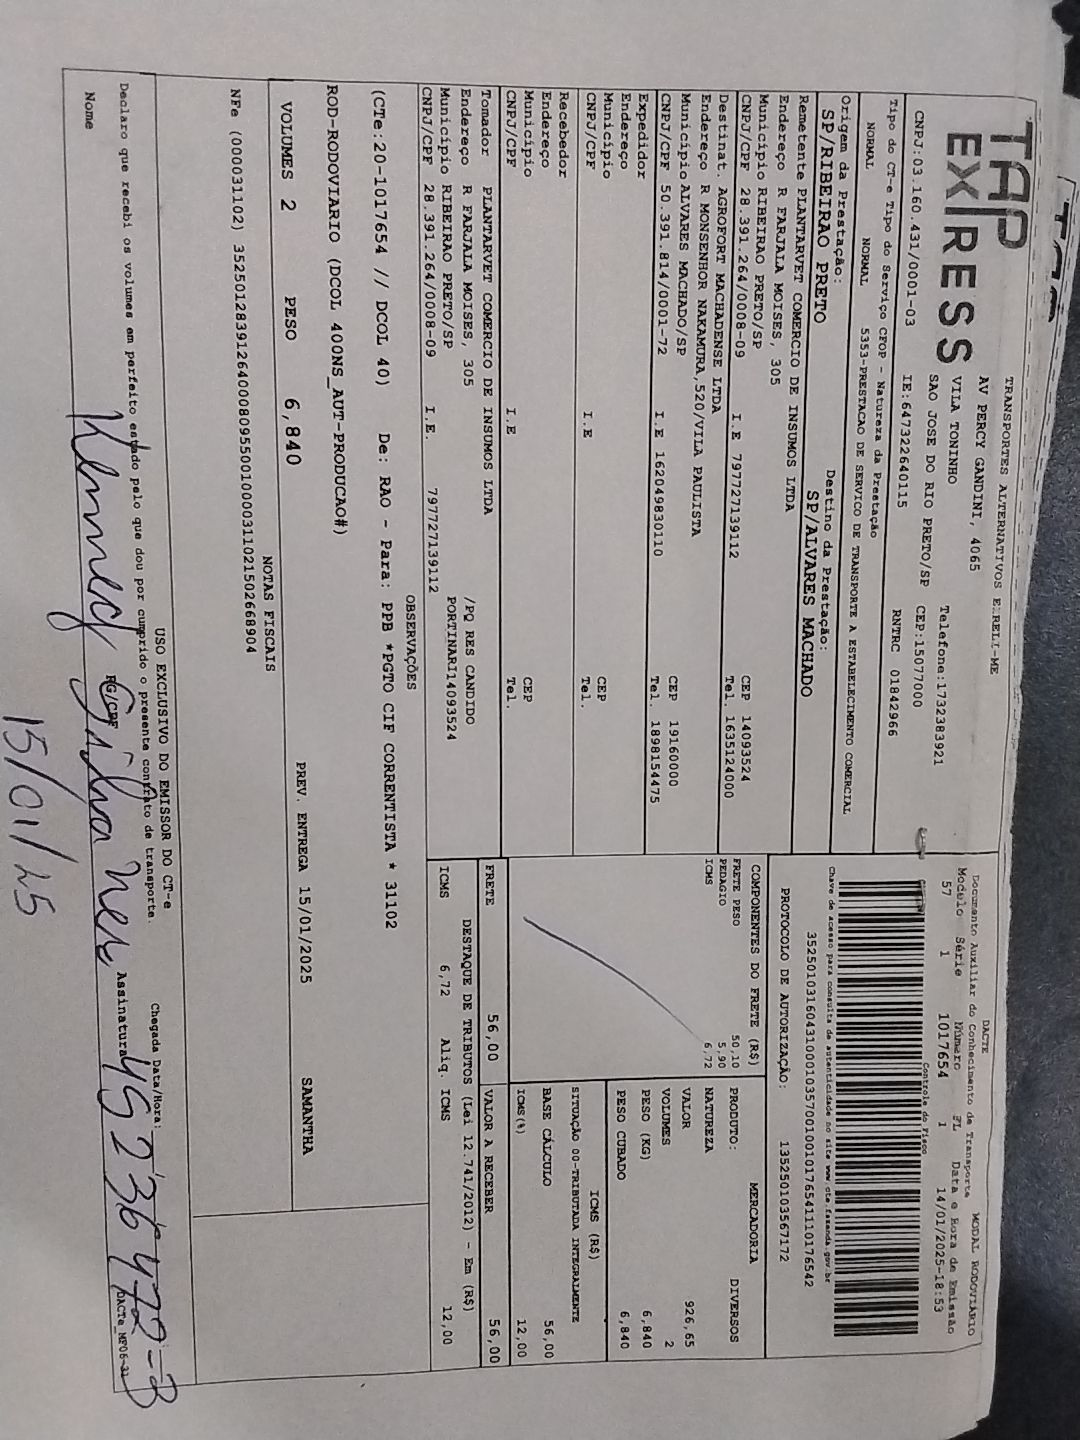 TAP
EXPRESS
TRANSPORTES ALTERNATIVOS EIRELI-ME
AV PERCY GANDINI, 4065
VILA TONINHO
SAO JOSE DO RIO PRETO/SP
Telefone:1732383921
CEP:15077000
CNPJ:03.160.431/0001-03 IE:647322640115 RNTRC 01842966
Tipo do CT-e Tipo do Serviço CFOP - Natureza da Prestação
NORMAL NORMAL 5353-PRESTACAO DE SERVICO DE TRANSPORTE A ESTABELECIMENTO COMERCIAL
Origem da Prestação: Destino da Prestação:
SP/RIBEIRAO PRETO SP/ALVARES MACHADO
Remetente PLANTARVET COMERCIO DE INSUMOS LTDA
Endereço R FARJALA MOISES, 305
Município RIBEIRAO PRETO/SP CEP 14093524
CNPJ/CPF 28.391.264/0008-09 I.E 797727139112 Tel. 1635124000
Destinat. AGROFORT MACHADENSE LTDA
Endereço R MONSENHOR NAKAMURA,520/VILA PAULISTA
Município ALVARES MACHADO/SP CEP 19160000
CNPJ/CPF 50.391.814/0001-72 I.E 162049830110 Tel. 1898154475
Expedidor
Endereço
Município CEP
CNPJ/CPF I.E Tel.
Recebedor
Endereço
Município CEP
CNPJ/CPF I.E Tel.
Tomador PLANTARVET COMERCIO DE INSUMOS LTDA
Endereço R FARJALA MOISES, 305 /PQ RES CANDIDO
Município RIBEIRAO PRETO/SP PORTINARI14093524
CNPJ/CPF 28.391.264/0008-09 I.E. 797727139112
DACTE
Documento Auxiliar do Conhecimento de Transporte MODAL RODOVIÁRIO
Modelo Série Número FL Data e Hora de Emissão
57 1 1017654 1 14/01/2025-18:53
Controle do Fisco
Chave de acesso para consulta de autenticidade no site www.cte.fazenda.gov.br
35250103160431000103570010010176541110176542
PROTOCOLO DE AUTORIZAÇÃO: 135250103567172
COMPONENTES DO FRETE (R$)
FRETE PESO 50,10
PEDAGIO 5,90
ICMS 6,72
PRODUTO: MERCADORIA DIVERSOS
NATUREZA
VALOR 926,65
VOLUMES 2
PESO (KG) 6,840
PESO CUBADO 6,840
ICMS (R$)
SITUAÇÃO 00-TRIBUTADA INTEGRALMENTE
BASE CÁLCULO 56,00
ICMS(%) 12,00
FRETE 56,00 VALOR A RECEBER 56,00
DESTAQUE DE TRIBUTOS (Lei 12.741/2012) - Em (R$)
ICMS 6,72 Aliq. ICMS 12,00
OBSERVAÇÕES
(CTe:20-1017654 // DCOL 40) De: RAO - Para: PPB *PGTO CIF CORRENTISTA * 31102
ROD-RODOVIARIO (DCOL 400NS_AUT-PRODUCAO#)
VOLUMES 2 PESO 6,840 PREV. ENTREGA 15/01/2025 SAMANTHA
NOTAS FISCAIS
NFe (000031102) 35250128391264000809550010000311021502668904
USO EXCLUSIVO DO EMISSOR DO CT-e
Declaro que recebi os volumes em perfeito estado pelo que dou por cumprido o presente contrato de transporte. Chegada Data/Hora:
Nome RG/CPF Assinatura DACTe_MF06-31
15/01/25